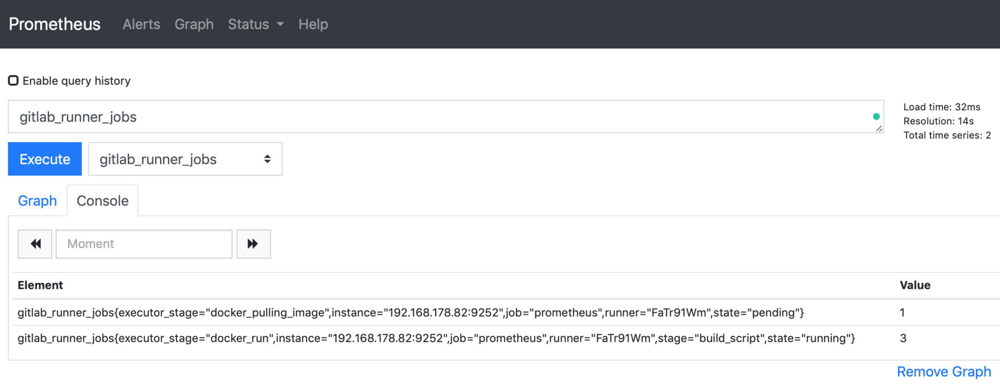 Prometheus Alerts Graph Status Help
Enable query history
gitlab_runner_jobs
Load time: 32ms
Resolution: 14s
Total time series: 2
Execute gitlab_runner_jobs
Graph Console
Moment
Element Value
gitlab_runner_jobs{executor_stage="docker_pulling_image",instance="192.168.178.82:9252",job="prometheus",runner="FaTr91Wm",state="pending"} 1
gitlab_runner_jobs{executor_stage="docker_run",instance="192.168.178.82:9252",job="prometheus",runner="FaTr91Wm",stage="build_script",state="running"} 3
Remove Graph